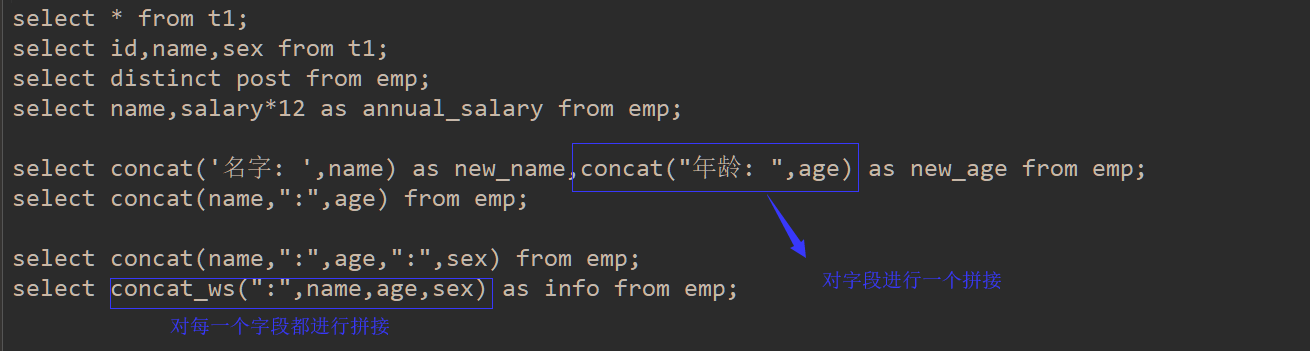 select * from t1;
select id,name,sex from t1;
select distinct post from emp;
select name,salary*12 as annual_salary from emp;
select concat('名字: ',name) as new_name,concat("年龄: ",age) as new_age from emp;
select concat(name,":",age) from emp;
select concat(name,":",age,":",sex) from emp;
对字段进行一个拼接
select concat_ws(":",name,age,sex) as info from emp;
对每一个字段都进行拼接